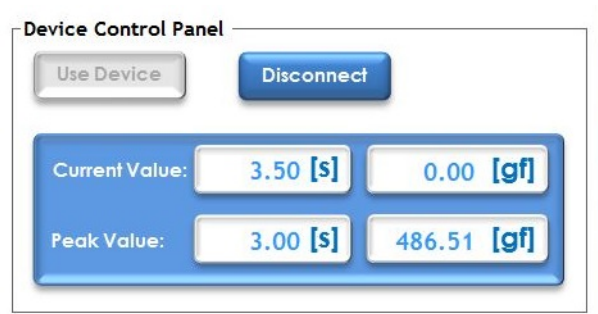 Device Control Panel
Use Device Disconnect
Current Value: 3.50 [s] 0.00 [gf]
Peak Value: 3.00 [s] 486.51 [gf]